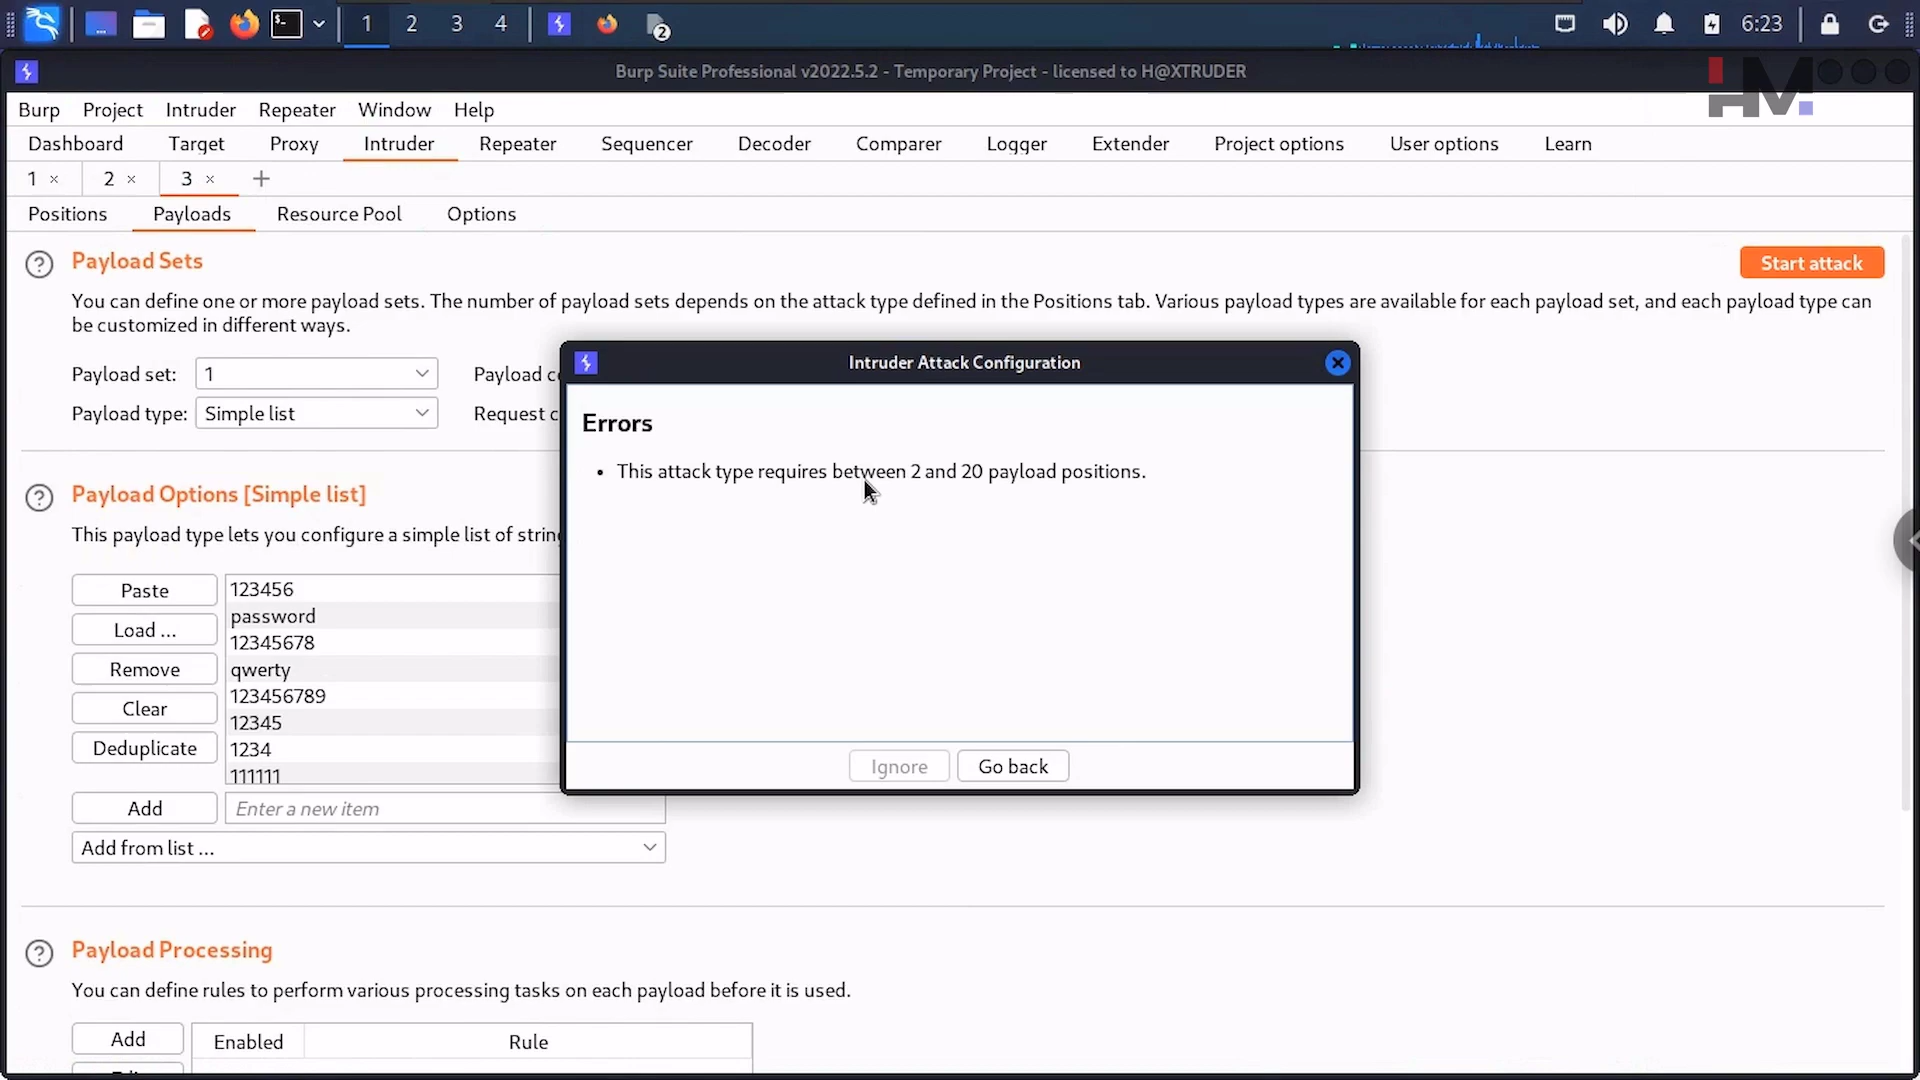 1 2 3 4 2 6:23
Burp Suite Professional v2022.5.2 - Temporary Project - licensed to H@XTRUDER
HM
Burp Project Intruder Repeater Window Help
Dashboard Target Proxy Intruder Repeater Sequencer Decoder Comparer Logger Extender Project options User options Learn
1 × 2 × 3 × +
Positions Payloads Resource Pool Options
? Payload Sets Start attack
You can define one or more payload sets. The number of payload sets depends on the attack type defined in the Positions tab. Various payload types are available for each payload set, and each payload type can
be customized in different ways.
Intruder Attack Configuration
Payload set: 1 Payload
Payload type: Simple list Request
Errors
• This attack type requires between 2 and 20 payload positions.
? Payload Options [Simple list]
This payload type lets you configure a simple list of
Paste
Load ...
Remove
Clear
Deduplicate
123456
password
12345678
qwerty
123456789
12345
1234
111111
Ignore Go back
Add Enter a new item
Add from list ...
? Payload Processing
You can define rules to perform various processing tasks on each payload before it is used.
Add Enabled Rule